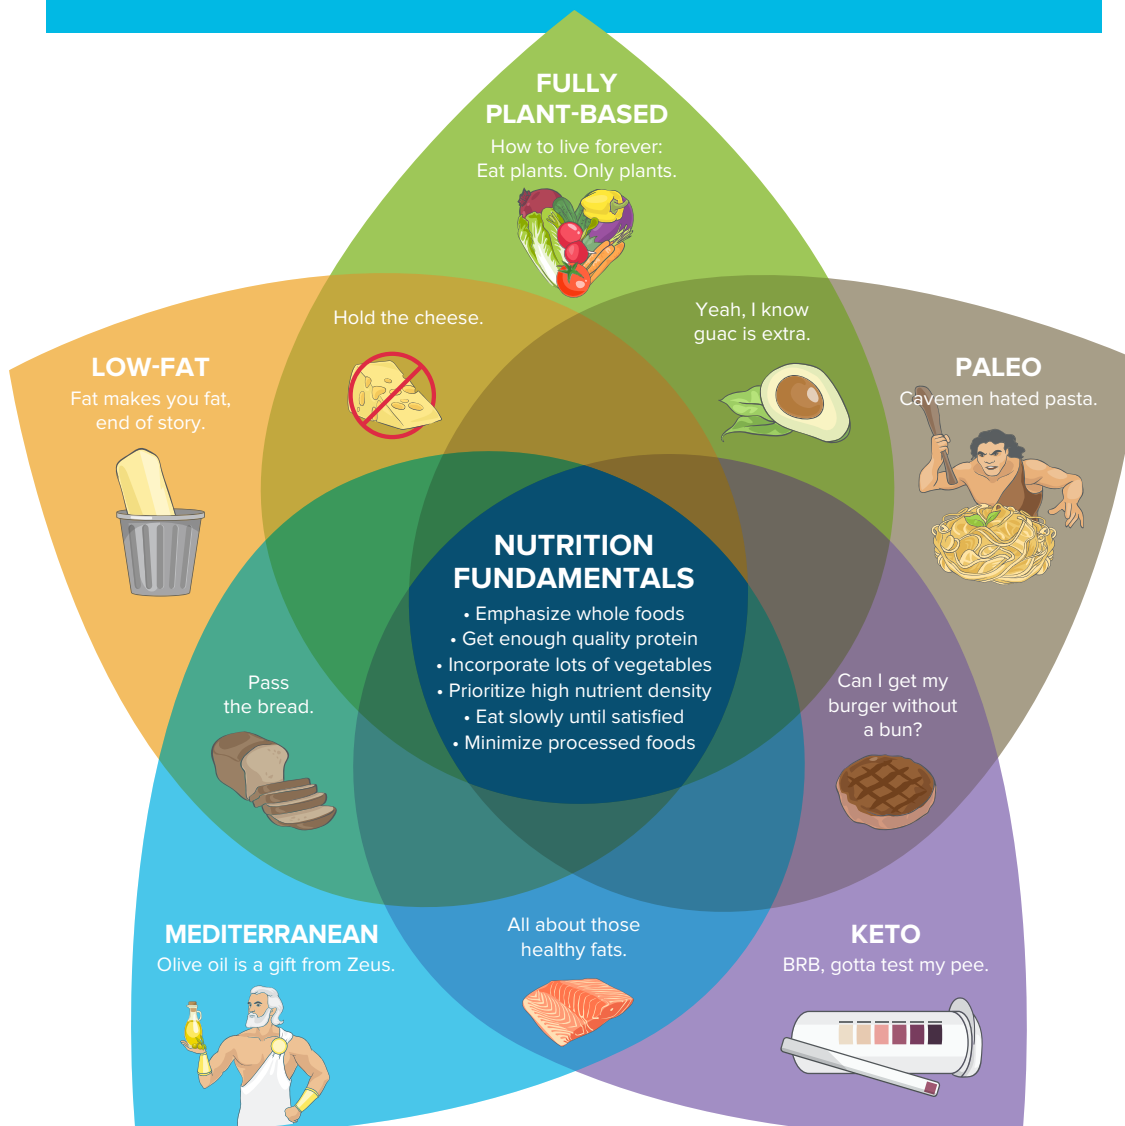 FULLY
PLANT-BASED
How to live forever:
Eat plants. Only plants.
Hold the cheese.
Yeah, I know
guac is extra.
LOW-FAT
Fat makes you fat,
end of story.
PALEO
Cavemen hated pasta.
NUTRITION
FUNDAMENTALS
• Emphasize whole foods
• Get enough quality protein
• Incorporate lots of vegetables
• Prioritize high nutrient density
• Eat slowly until satisfied
• Minimize processed foods
Pass
the bread.
Can I get my
burger without
a bun?
MEDITERRANEAN
Olive oil is a gift from Zeus.
All about those
healthy fats.
KETO
BRB, gotta test my pee.